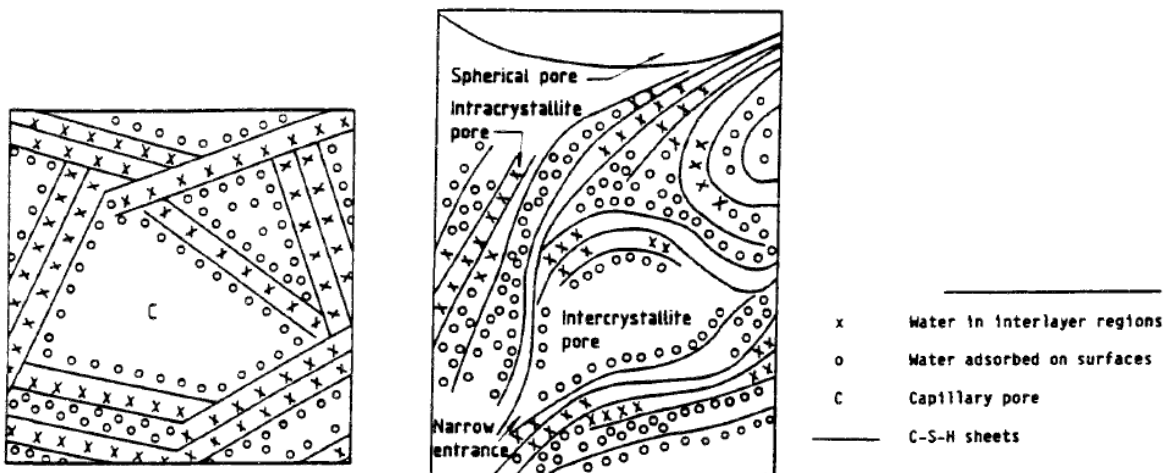 Spherical pore
Intracrystallite
pore
C
Intercrystallite
pore
Narrow
entrance
x Water in interlayer regions
o Water adsorbed on surfaces
C Capillary pore
C-S-H sheets